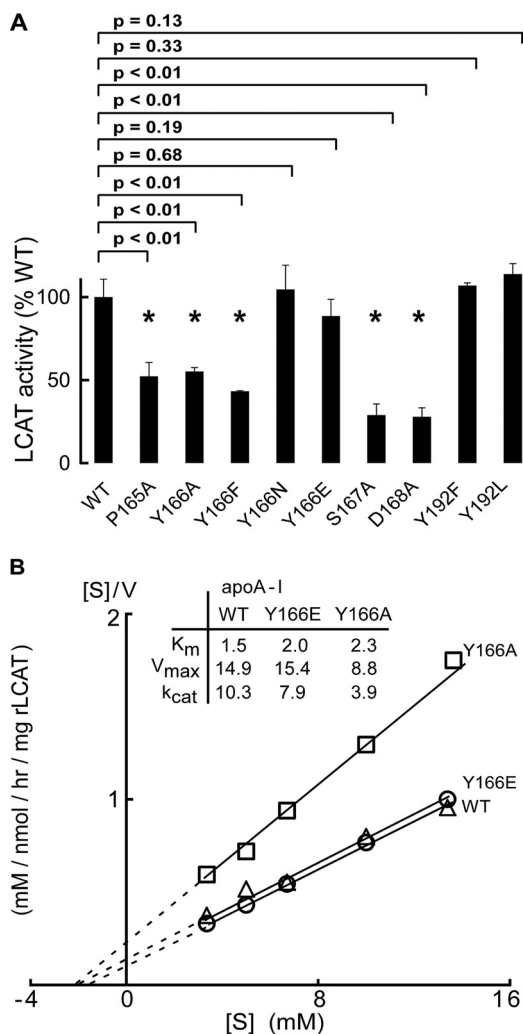 A
p = 0.13
p = 0.33
p < 0.01
p < 0.01
p = 0.19
p = 0.68
p < 0.01
p < 0.01
p < 0.01
LCAT activity (% WT)
100
50
0
* * * * *
WT P165A Y166A Y166F Y166N Y166E S167A D168A Y192F Y192L
B
[S]/V
(mM / nmol / hr / mg rLCAT)
2
1
apoA-I
WT Y166E Y166A
Km 1.5 2.0 2.3
Vmax 14.9 15.4 8.8
kcat 10.3 7.9 3.9
Y166A
Y166E
WT
-4 0 8 16
[S] (mM)